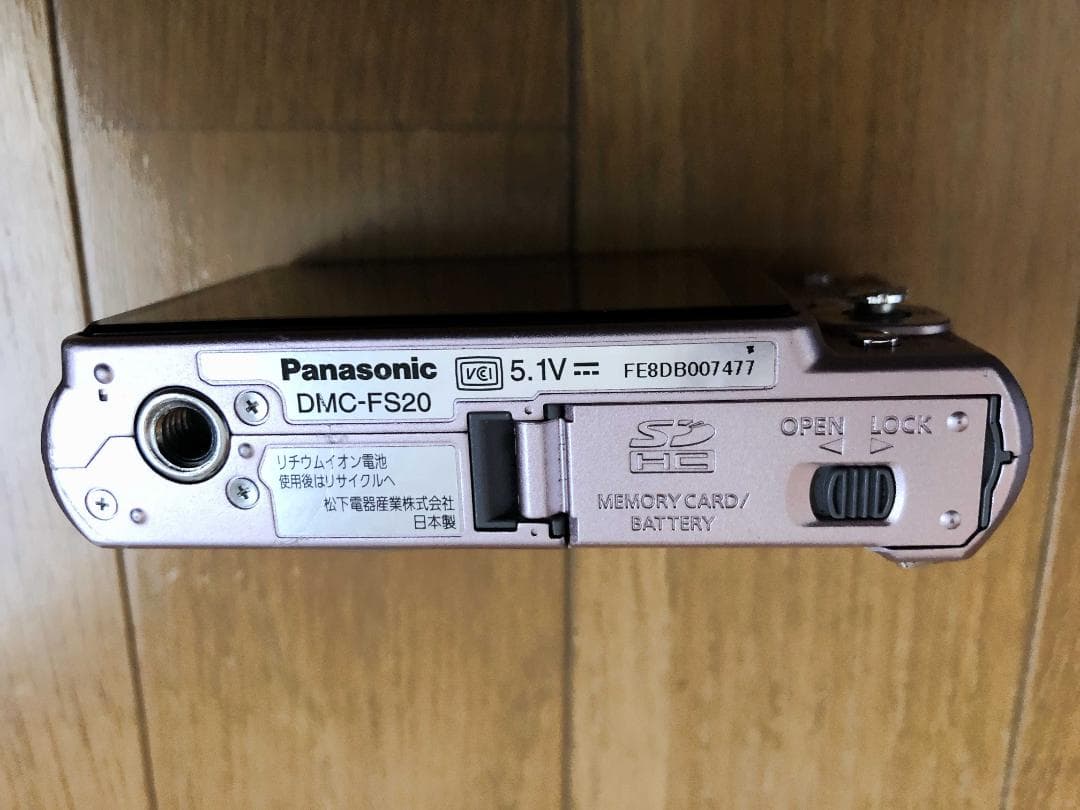 Panasonic VCI 5.1V FE8DB007477
DMC-FS20
リチウムイオン電池
使用後はリサイクルへ
松下電器産業株式会社
日本製
SD
HC
MEMORY CARD/
BATTERY
OPEN LOCK